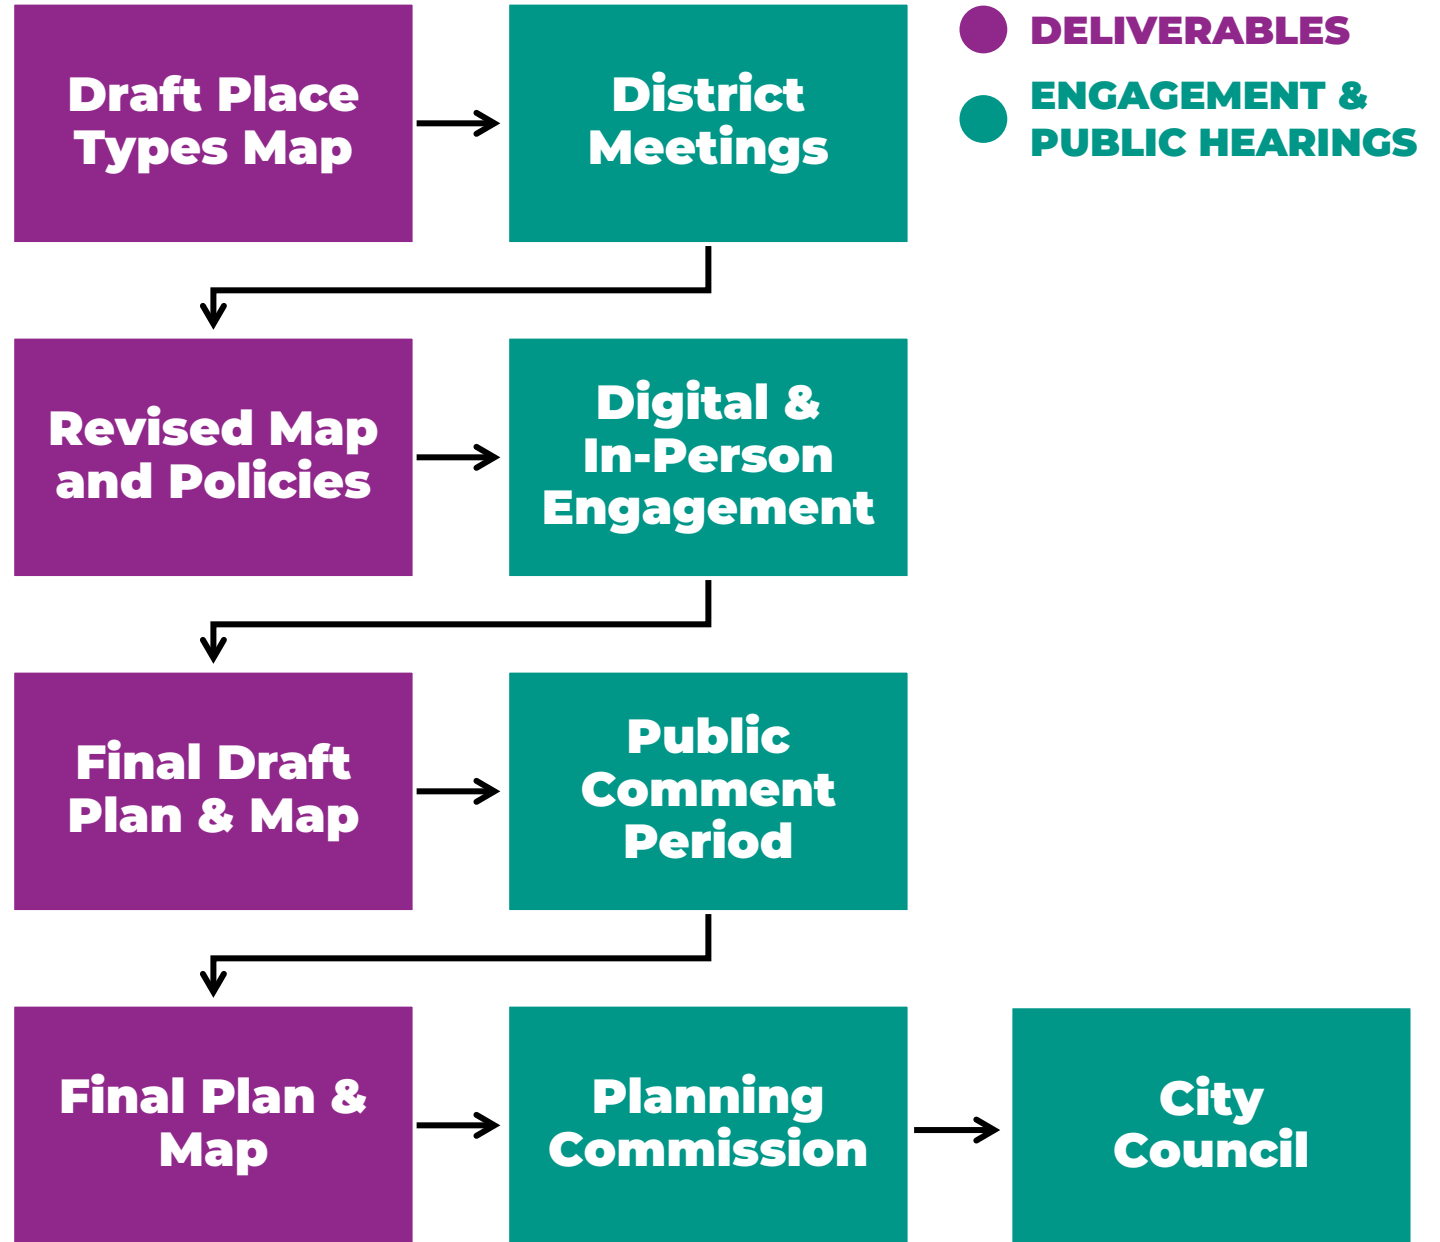 Draft Place
Types Map
District
Meetings
DELIVERABLES
ENGAGEMENT &
PUBLIC HEARINGS
Revised Map
and Policies
Digital &
In-Person
Engagement
Final Draft
Plan & Map
Public
Comment
Period
Final Plan &
Map
Planning
Commission
City
Council